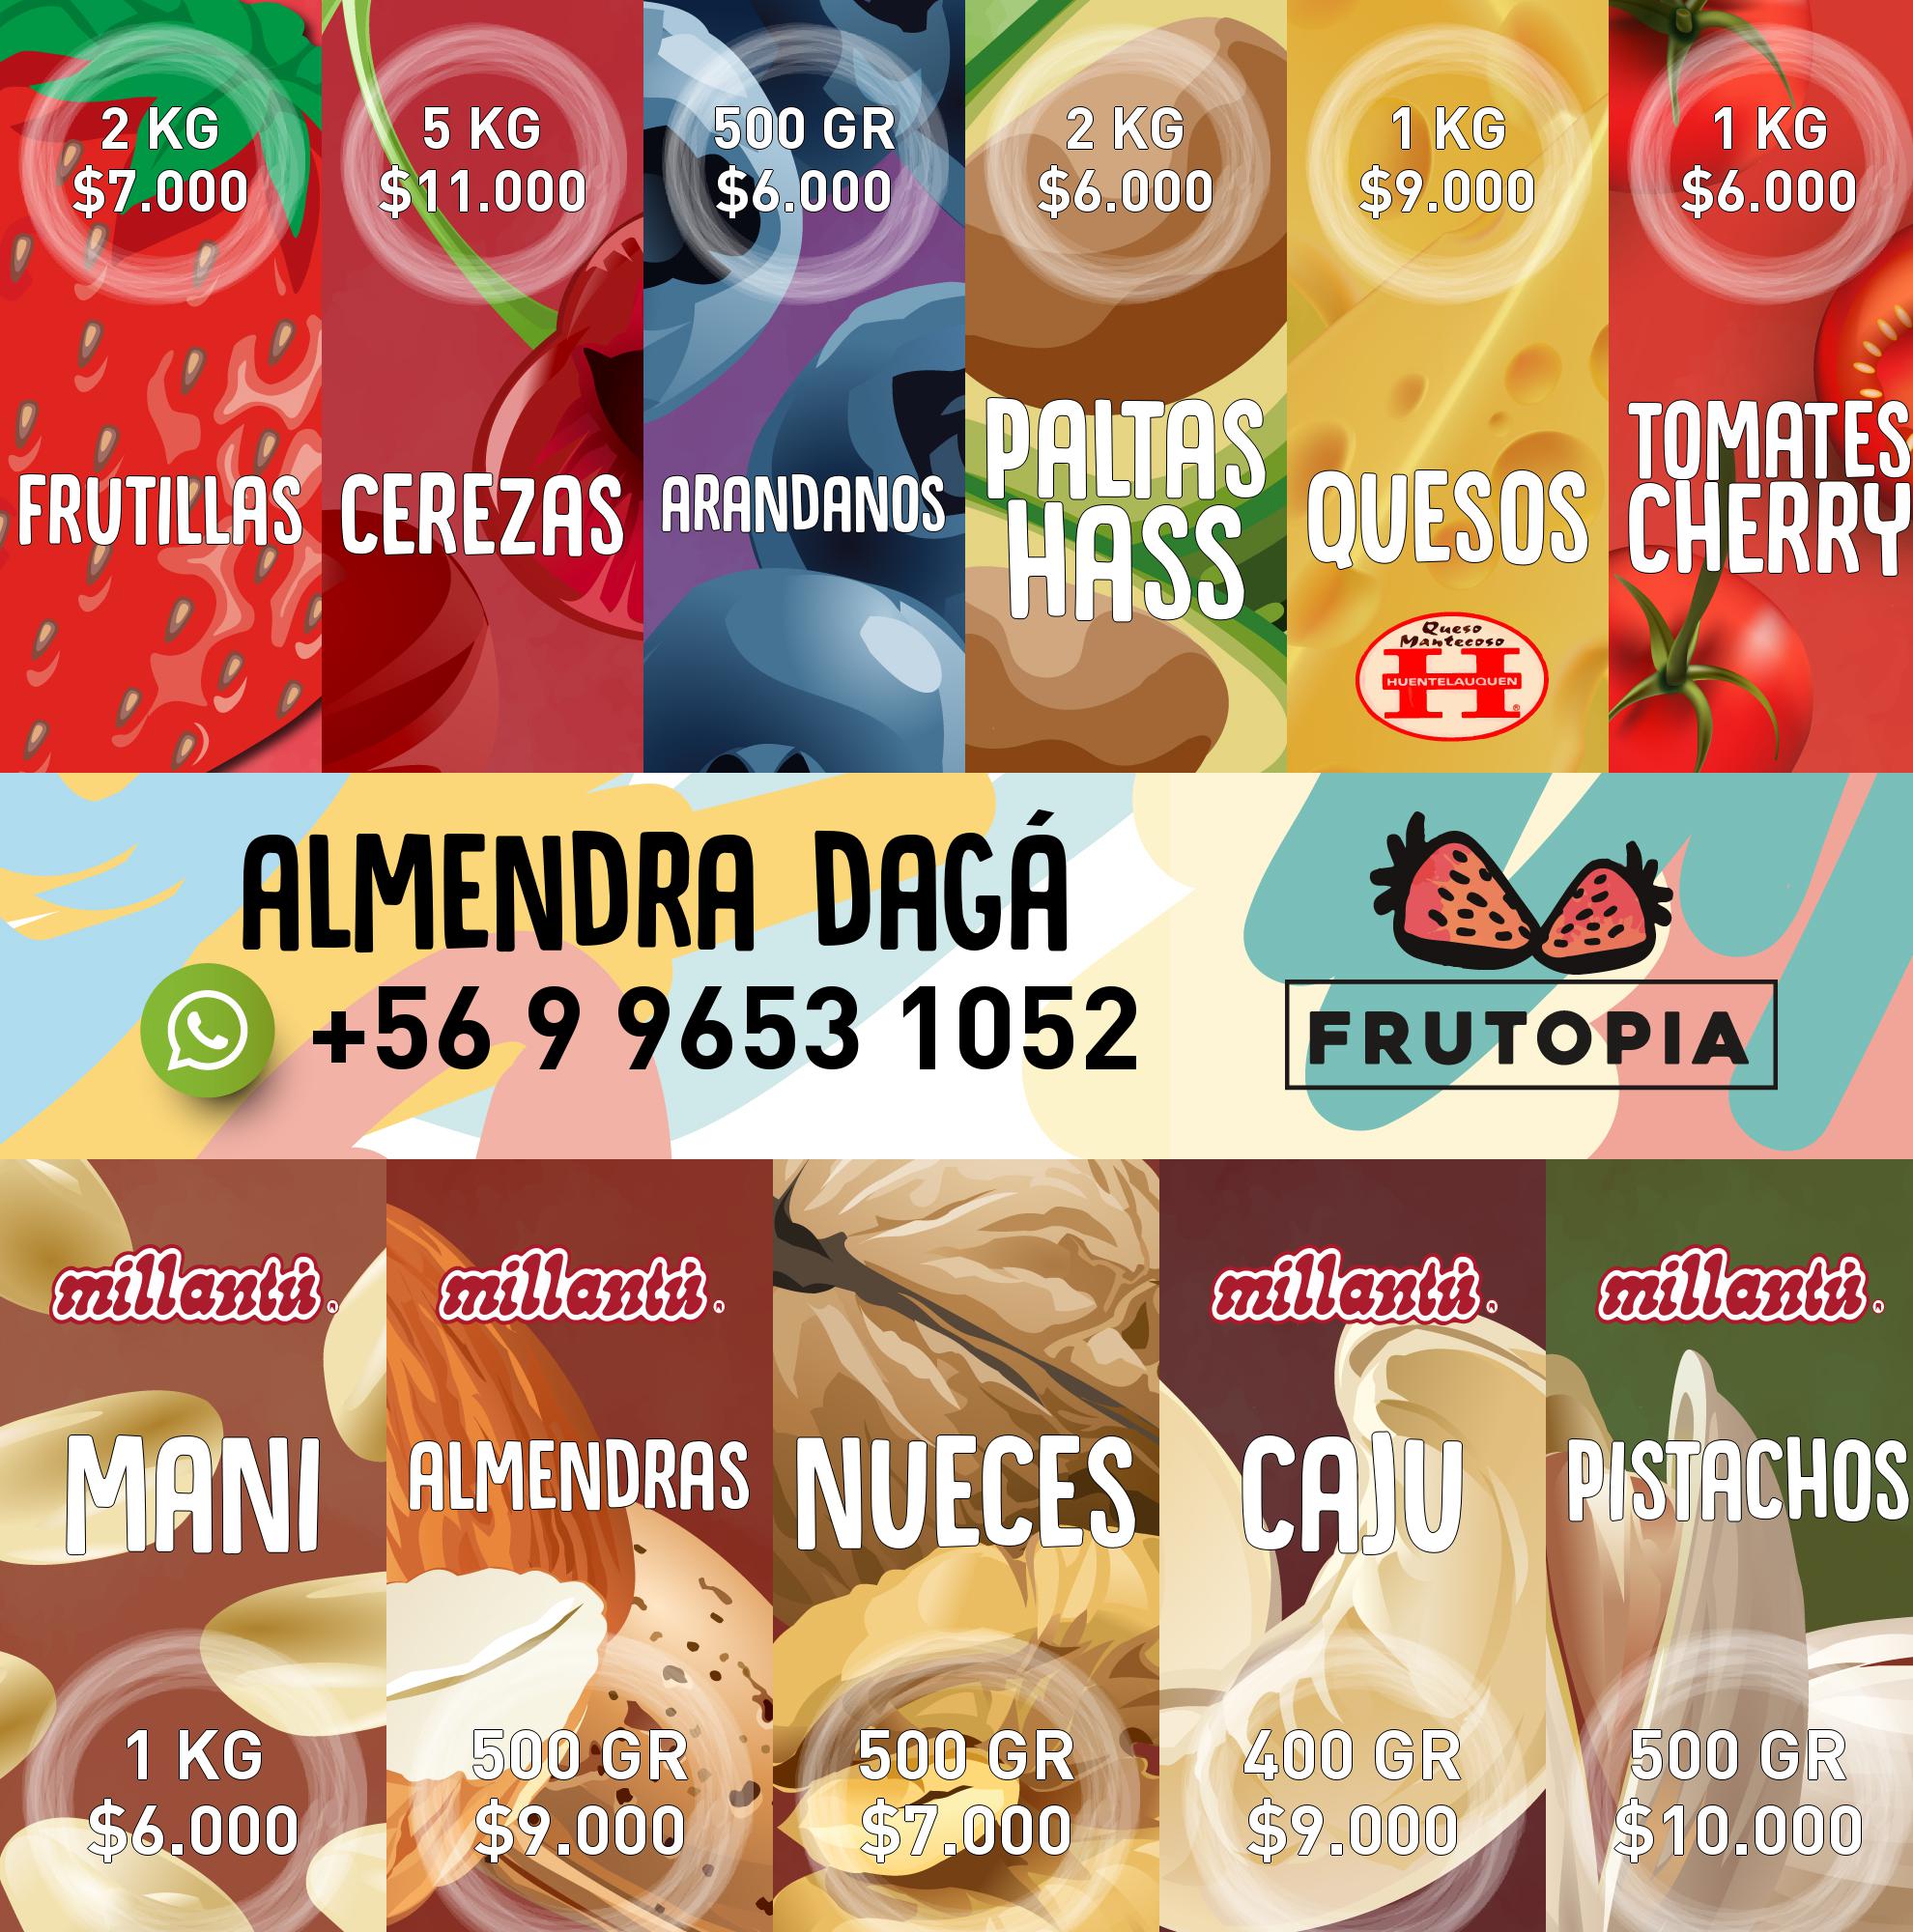 2 KG
$7.000
FRUTILLAS
5 KG
$11.000
CEREZAS
500 GR
$6.000
ARANDANOS
2 KG
$6.000
PALTAS
HASS
1 KG
$9.000
QUESOS
Queso
Mantecoso
H
HUENTELAUQUEN
®
1 KG
$6.000
TOMATES
CHERRY
ALMENDRA DAGÁ
+56 9 9653 1052
FRUTOPIA
millantú®
MANI
1 KG
$6.000
millantú®
ALMENDRAS
500 GR
$9.000
NUECES
500 GR
$7.000
millantú®
CAJU
400 GR
$9.000
millantú®
PISTACHOS
500 GR
$10.000